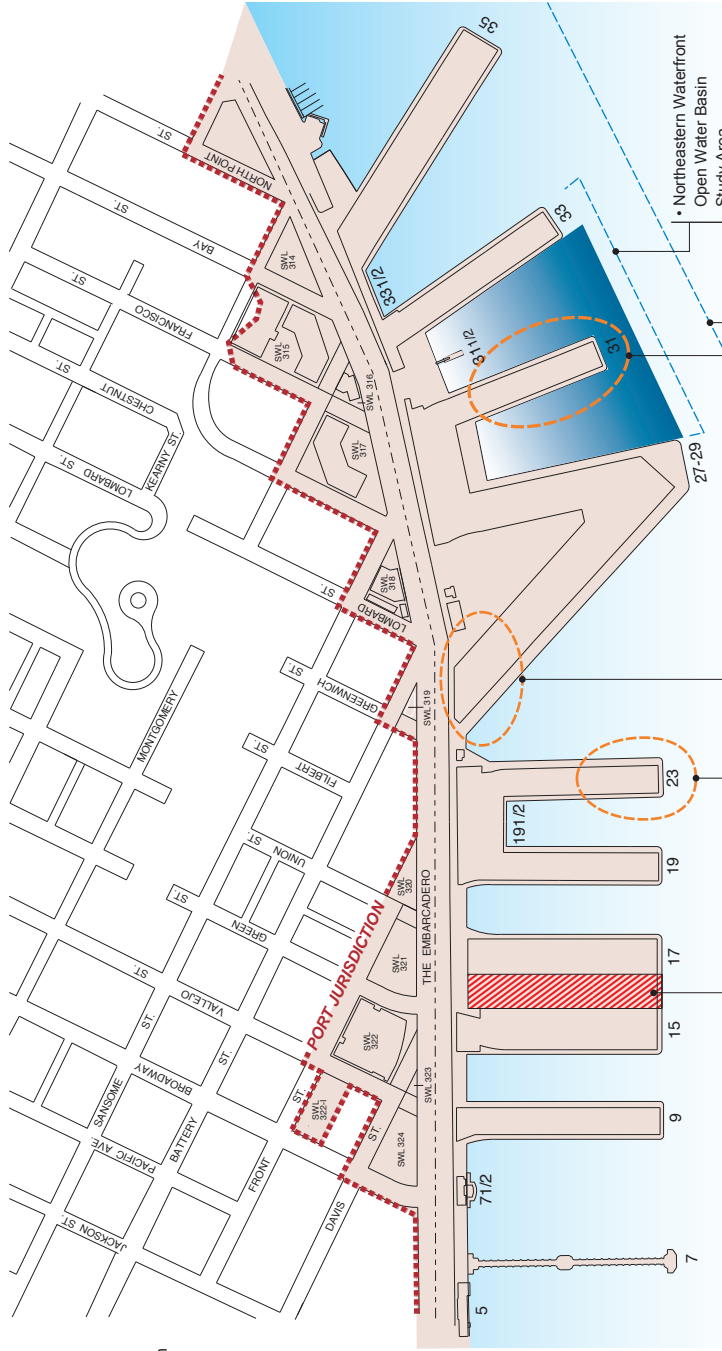 35
• Northeastern Waterfront
Open Water Basin
Study Area
ST.
NORTH POINT
ST.
BAY
ST.
FRANCISCO
ST.
CHESTNUT
ST.
LOMBARD
KEARNY ST.
SWL
314
SWL
315
SWL 316
SWL
317
SWL
318
33
33 1/2
31 1/2
31
27-29
ST.
LOMBARD
ST.
GREENWICH
SWL 319
MONTGOMERY
ST.
FILBERT
ST.
UNION
ST.
GREEN
ST.
VALLEJO
ST.
BROADWAY
SANSOME
PACIFIC AVE.
ST.
BATTERY
JACKSON ST.
ST.
FRONT
ST.
DAVIS
PORT JURISDICTION
THE EMBARCADERO
SWL
320
SWL
321
SWL
322
SWL
322-I
SWL 323
SWL 324
23
19 1/2
19
17
15
9
7 1/2
7
5